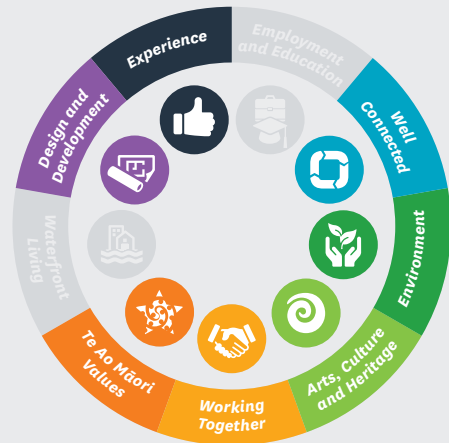 Experience
Employment
and Education
Well
Connected
Environment
Arts, Culture
and Heritage
Working
Together
Te Ao Māori
Values
Waterfront
Living
Design and
Development